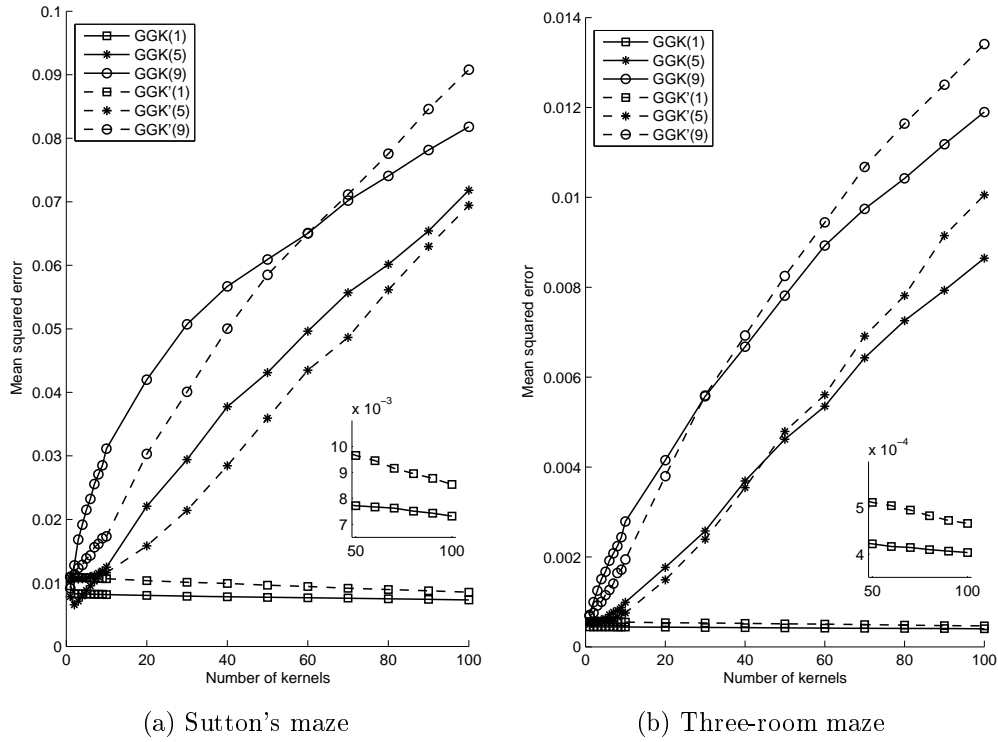 0.1
0.09
0.08
0.07
0.06
0.05
0.04
0.03
0.02
0.01
0
0
20
40
60
80
100
Mean squared error
Number of kernels
GGK(1)
GGK(5)
GGK(9)
GGK'(1)
GGK'(5)
GGK'(9)
x 10⁻³
10
9
8
7
50
100
(a) Sutton's maze
0.014
0.012
0.01
0.008
0.006
0.004
0.002
0
0
20
40
60
80
100
Mean squared error
Number of kernels
GGK(1)
GGK(5)
GGK(9)
GGK'(1)
GGK'(5)
GGK'(9)
x 10⁻⁴
5
4
50
100
(b) Three-room maze